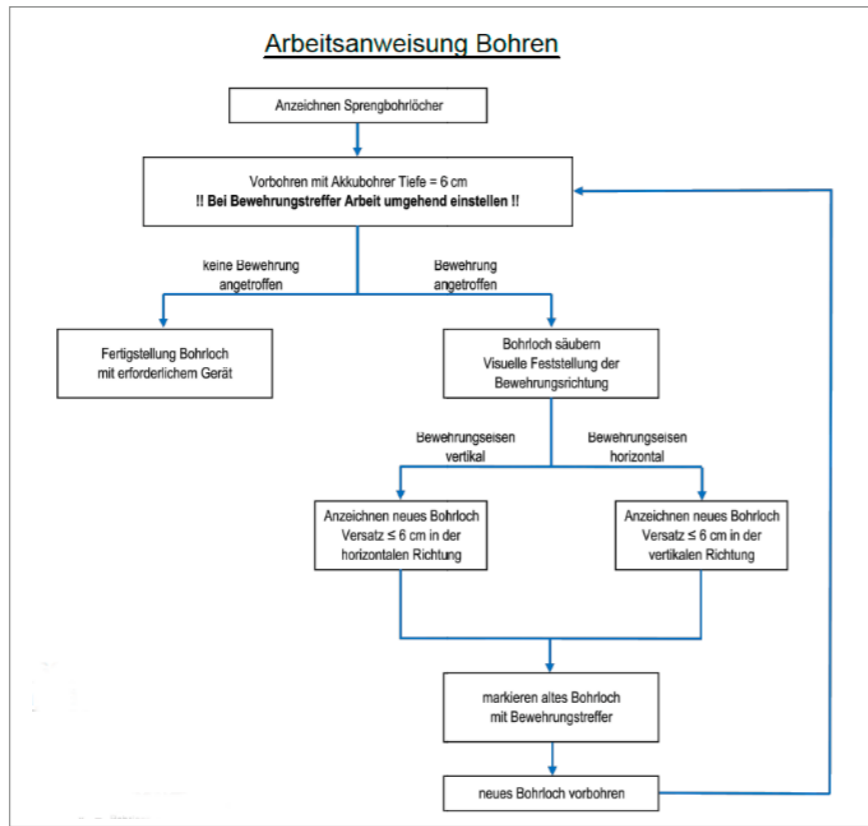 Arbeitsanweisung Bohren
Anzeichnen Sprengbohrlöcher
Vorbohren mit Akkubohrer Tiefe = 6 cm
!! Bei Bewehrungstreffer Arbeit umgehend einstellen !!
keine Bewehrung
angetroffen
Bewehrung
angetroffen
Fertigstellung Bohrloch
mit erforderlichem Gerät
Bohrloch säubern
Visuelle Feststellung der
Bewehrungsrichtung
Bewehrungseisen
vertikal
Bewehrungseisen
horizontal
Anzeichnen neues Bohrloch
Versatz ≤ 6 cm in der
horizontalen Richtung
Anzeichnen neues Bohrloch
Versatz ≤ 6 cm in der
vertikalen Richtung
markieren altes Bohrloch
mit Bewehrungstreffer
neues Bohrloch vorbohren